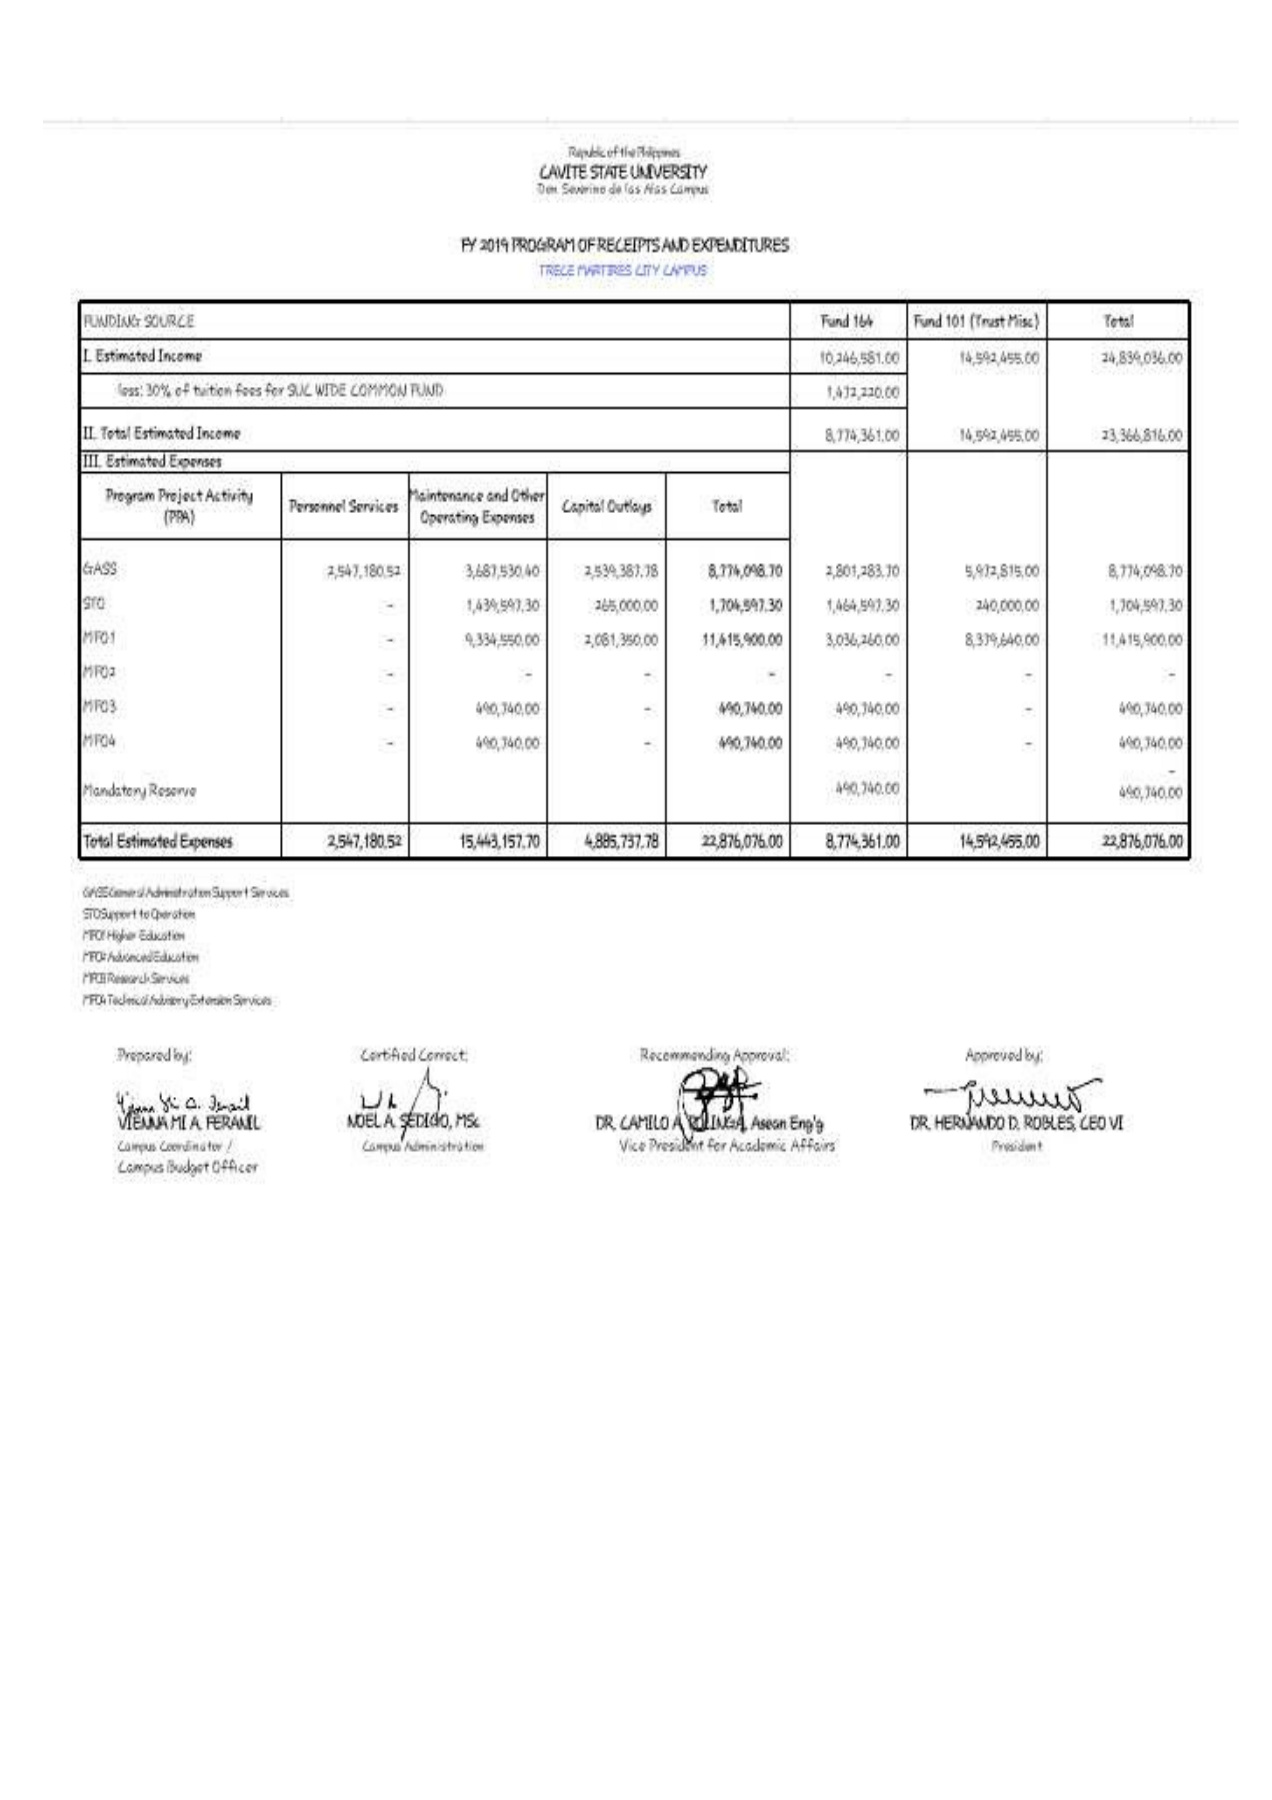 Republic of the Philippines
CAVITE STATE UNIVERSITY
Don Severino de las Alas Campus
FY 2019 PROGRAM OF RECEIPTS AND EXPENDITURES
TRECE MARTIRES CITY CAMPUS
FUNDING SOURCE Fund 164 Fund 101 (Trust Misc) Total
I. Estimated Income 10,246,581.00 14,592,455.00 24,839,036.00
less: 30% of tuition fees for SUC WIDE COMMON FUND 1,472,220.00
II. Total Estimated Income 8,774,361.00 14,592,455.00 23,366,816.00
III. Estimated Expenses
Program Project Activity (PPA) Personnel Services Maintenance and Other Operating Expenses Capital Outlays Total
GASS 2,547,180.52 3,687,530.40 2,539,387.78 8,774,098.70 2,801,283.70 5,972,815.00 8,774,098.70
STO - 1,439,597.30 265,000.00 1,704,597.30 1,464,597.30 240,000.00 1,704,597.30
MFO1 - 9,334,550.00 2,081,350.00 11,415,900.00 3,036,260.00 8,379,640.00 11,415,900.00
MFO2 - - - - - - -
MFO3 - 490,740.00 - 490,740.00 490,740.00 - 490,740.00
MFO4 - 490,740.00 - 490,740.00 490,740.00 - 490,740.00
-
Mandatory Reserve 490,740.00 490,740.00
Total Estimated Expenses 2,547,180.52 15,443,157.70 4,885,737.78 22,876,076.00 8,774,361.00 14,592,455.00 22,876,076.00
GASS General Administration Support Services
STO Support to Operation
MFO1 Higher Education
MFO2 Advanced Education
MFO3 Research Services
MFO4 Technical Advisory Extension Services
Prepared by: Certified Correct: Recommending Approval: Approved by:
VIENNA MI A. FERANIL NOEL A. SEDIGO, MSc DR. CAMILO A. POLINGA, Asean Eng'g DR. HERNANDO D. ROBLES, CEO VI
Campus Coordinator / Campus Administration Vice President for Academic Affairs President
Campus Budget Officer